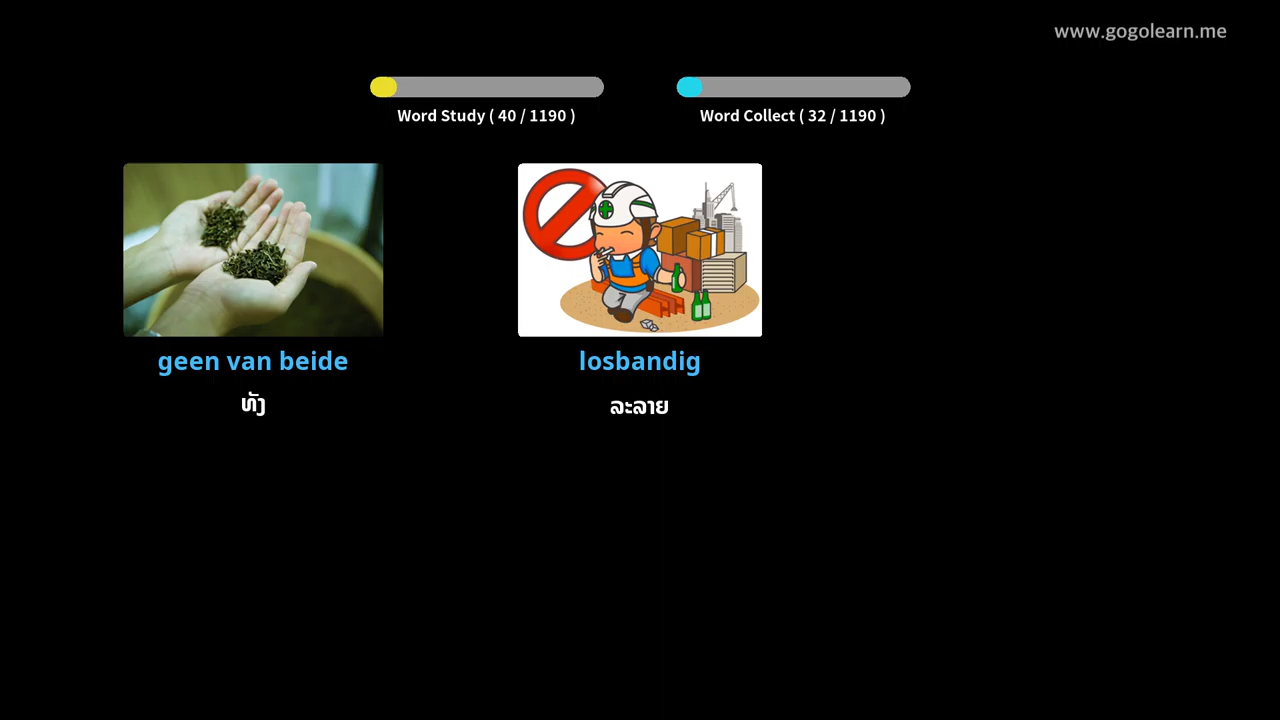 www.gogolearn.me
Word Study ( 40 / 1190 )
Word Collect ( 32 / 1190 )
geen van beide
losbandig
ທັງ
ລະລາຍ